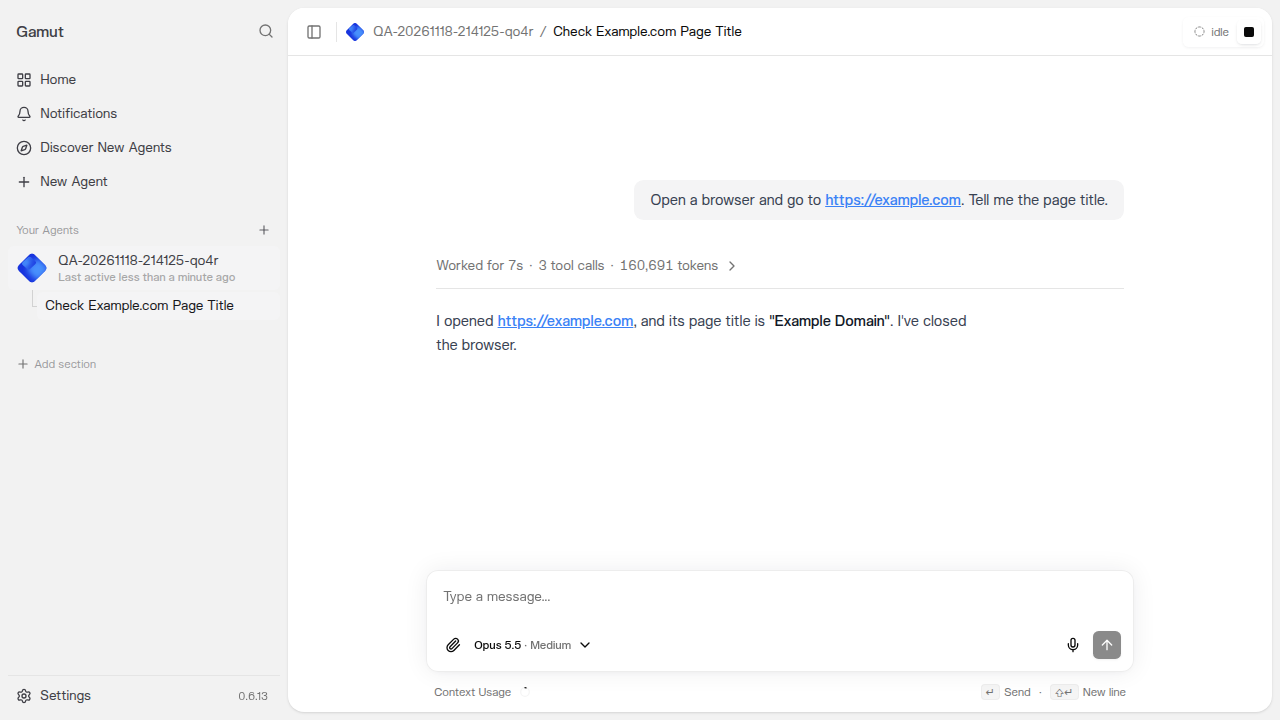 Gamut
Home
Notifications
Discover New Agents
New Agent
Your Agents
QA-20261118-214125-qo4r
Last active less than a minute ago
Check Example.com Page Title
Add section
Settings
0.6.13
QA-20261118-214125-qo4r / Check Example.com Page Title
idle
Open a browser and go to https://example.com. Tell me the page title.
Worked for 7s · 3 tool calls · 160,691 tokens
I opened https://example.com, and its page title is "Example Domain". I've closed
the browser.
Type a message...
Opus 5.5 · Medium
Context Usage
↵ Send · ⇧↵ New line